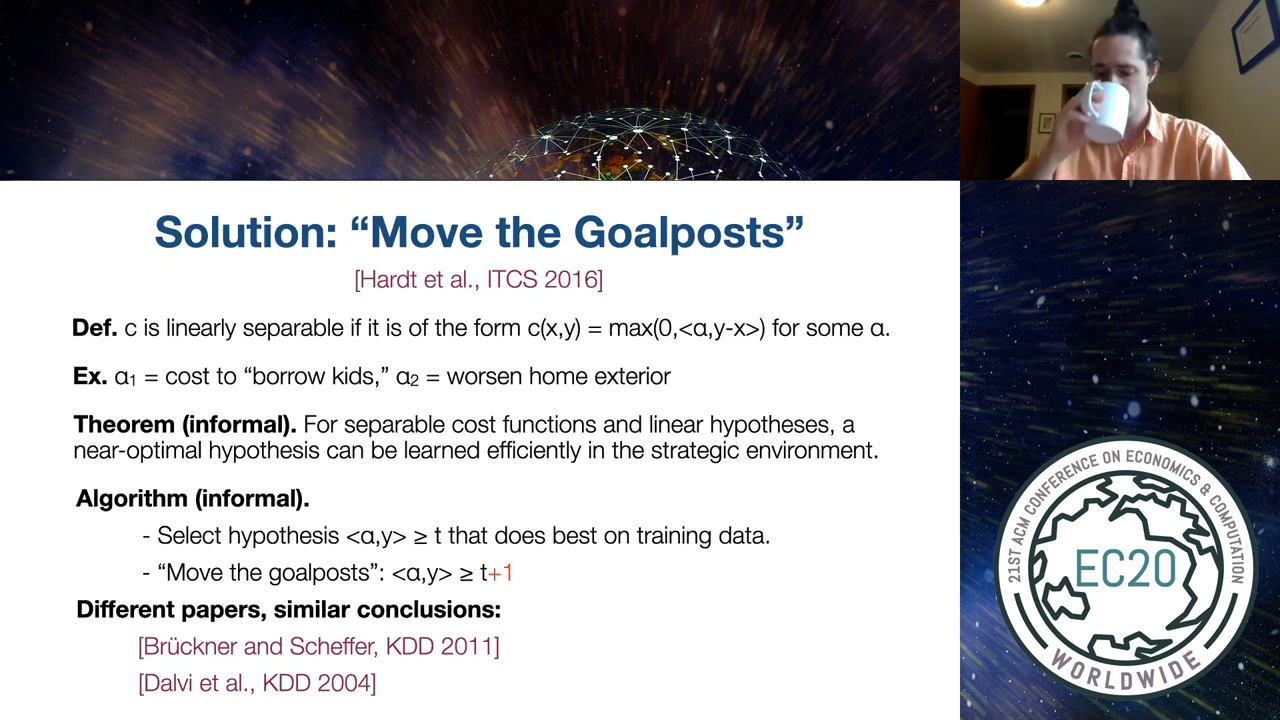 Solution: “Move the Goalposts”
[Hardt et al., ITCS 2016]
Def. c is linearly separable if it is of the form c(x,y) = max(0,<α,y-x>) for some α.
Ex. α₁ = cost to “borrow kids,” α₂ = worsen home exterior
Theorem (informal). For separable cost functions and linear hypotheses, a
near-optimal hypothesis can be learned efficiently in the strategic environment.
Algorithm (informal).
- Select hypothesis <α,y> ≥ t that does best on training data.
- “Move the goalposts”: <α,y> ≥ t+1
Different papers, similar conclusions:
[Brückner and Scheffer, KDD 2011]
[Dalvi et al., KDD 2004]
21ST ACM CONFERENCE ON ECONOMICS & COMPUTATION
EC20
WORLDWIDE